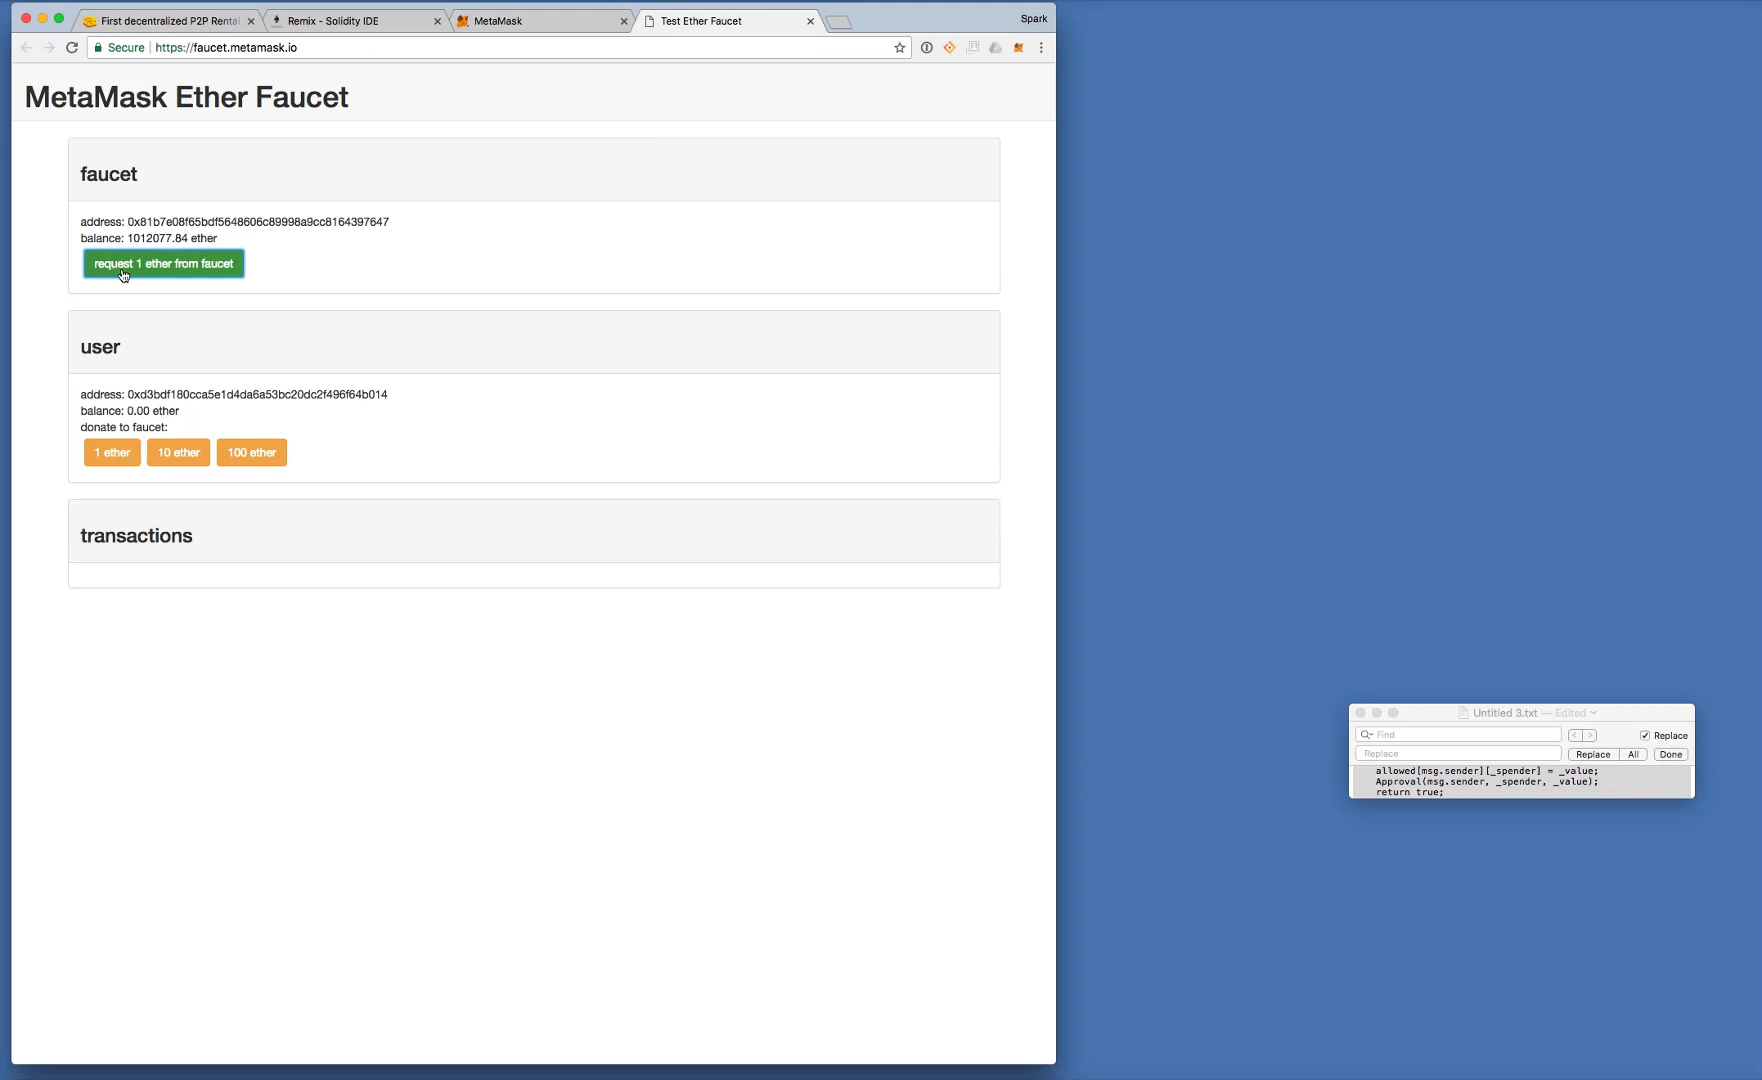 First decentralized P2P Renta
Remix - Solidity IDE
MetaMask
Test Ether Faucet
Spark
Secure
https://faucet.metamask.io
MetaMask Ether Faucet
faucet
address: 0x81b7e08f65bdf5648606c89998a9cc8164397647
balance: 1012077.84 ether
request 1 ether from faucet
user
address: 0xd3bdf180cca5e1d4da6a53bc20dc2f496f64b014
balance: 0.00 ether
donate to faucet:
1 ether
10 ether
100 ether
transactions
Untitled 3.txt — Edited
Find
Replace
Replace
Replace
All
Done
allowed[msg.sender][_spender] = _value;
Approval(msg.sender, _spender, _value);
return true;